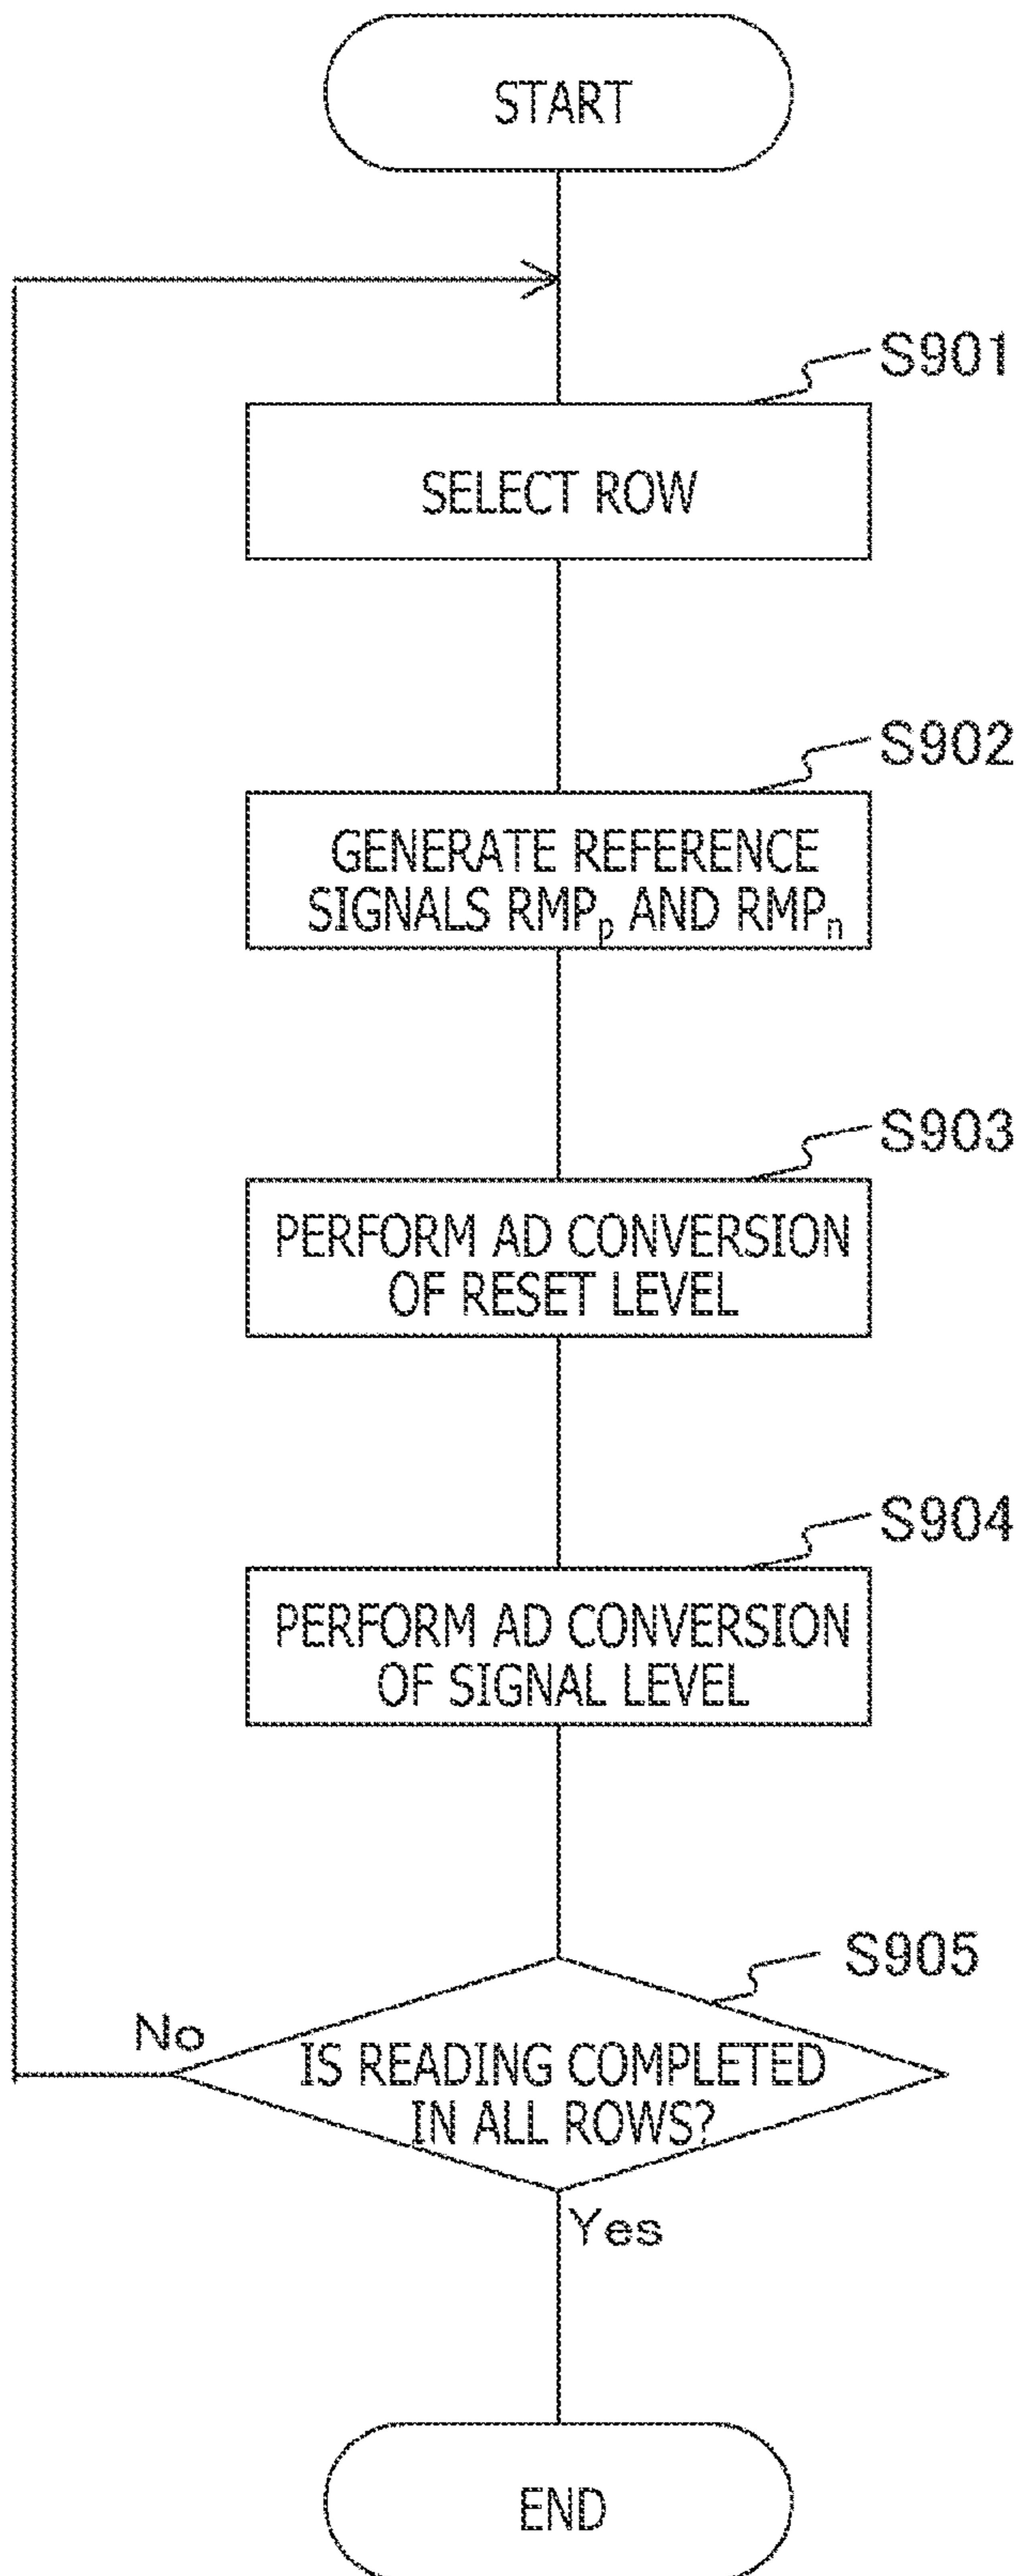 START
S901
SELECT ROW
S902
GENERATE REFERENCE
SIGNALS RMPp AND RMPn
S903
PERFORM AD CONVERSION
OF RESET LEVEL
S904
PERFORM AD CONVERSION
OF SIGNAL LEVEL
S905
No
IS READING COMPLETED
IN ALL ROWS?
Yes
END